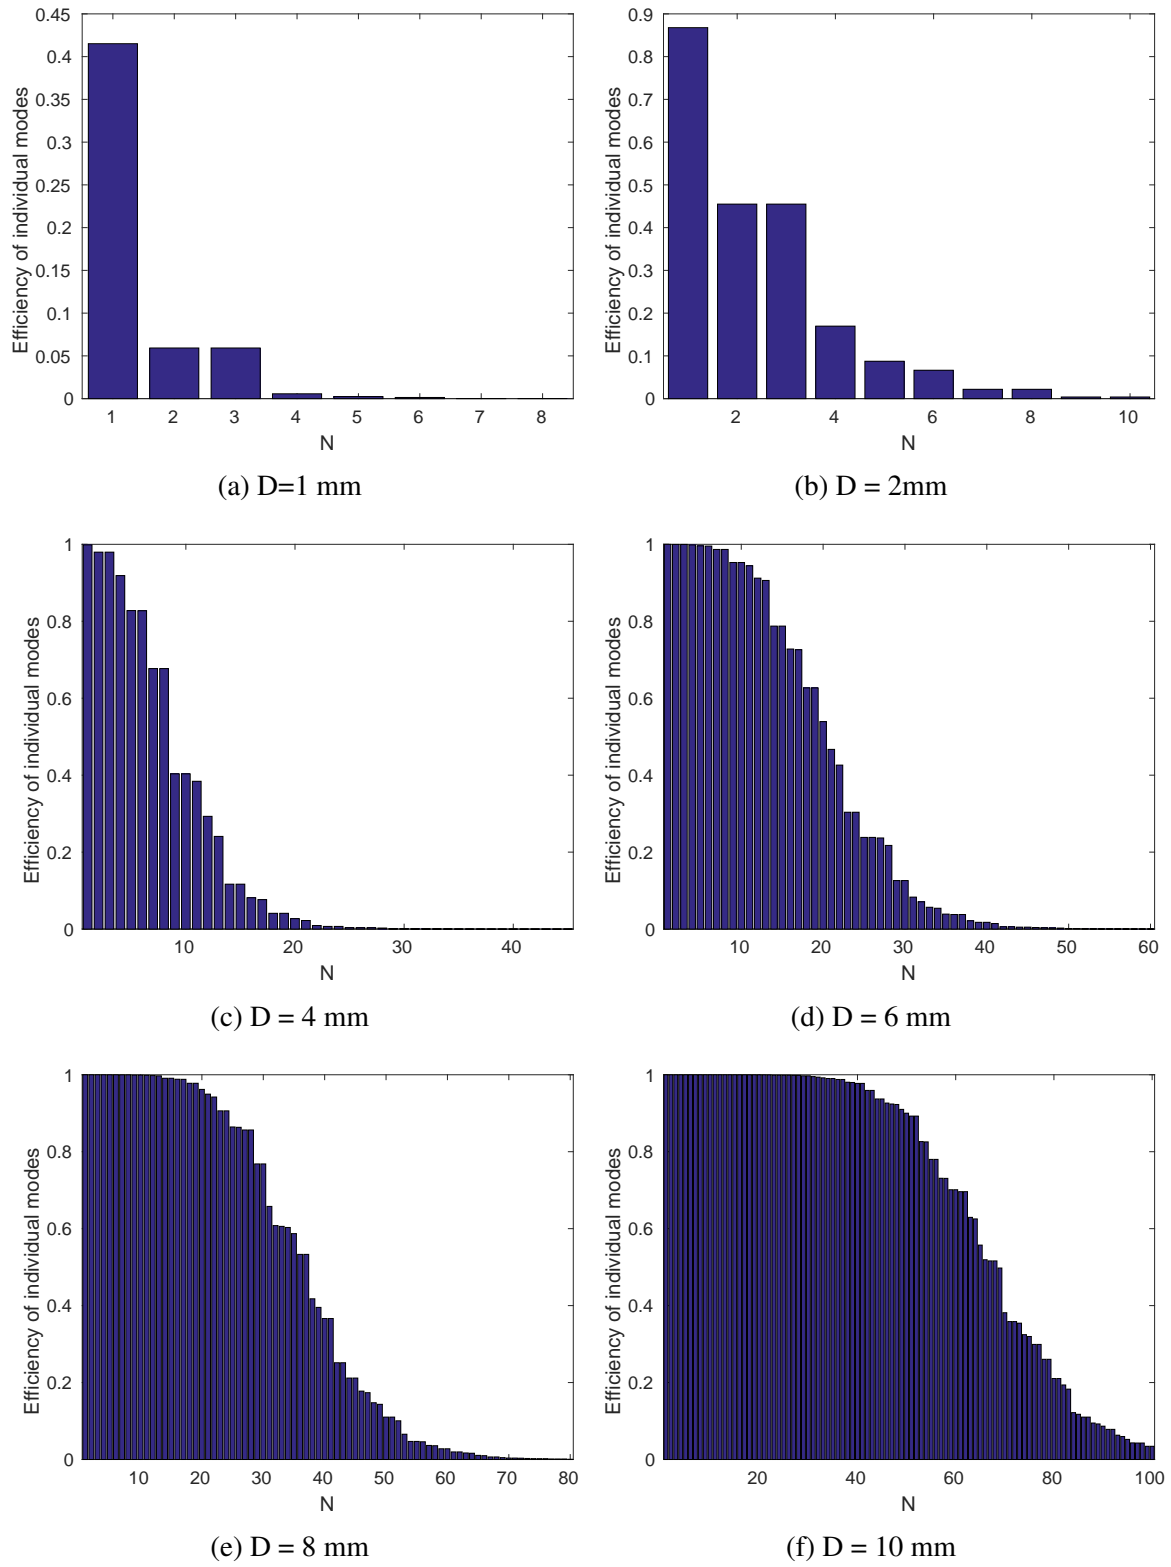 0.45
0.4
0.35
0.3
0.25
0.2
0.15
0.1
0.05
0
Efficiency of individual modes
1 2 3 4 5 6 7 8
N
(a) D=1 mm
0.9
0.8
0.7
0.6
0.5
0.4
0.3
0.2
0.1
0
Efficiency of individual modes
2 4 6 8 10
N
(b) D = 2mm
1
0.8
0.6
0.4
0.2
0
Efficiency of individual modes
10 20 30 40
N
(c) D = 4 mm
1
0.8
0.6
0.4
0.2
0
Efficiency of individual modes
10 20 30 40 50 60
N
(d) D = 6 mm
1
0.8
0.6
0.4
0.2
0
Efficiency of individual modes
10 20 30 40 50 60 70 80
N
(e) D = 8 mm
1
0.8
0.6
0.4
0.2
0
Efficiency of individual modes
20 40 60 80 100
N
(f) D = 10 mm